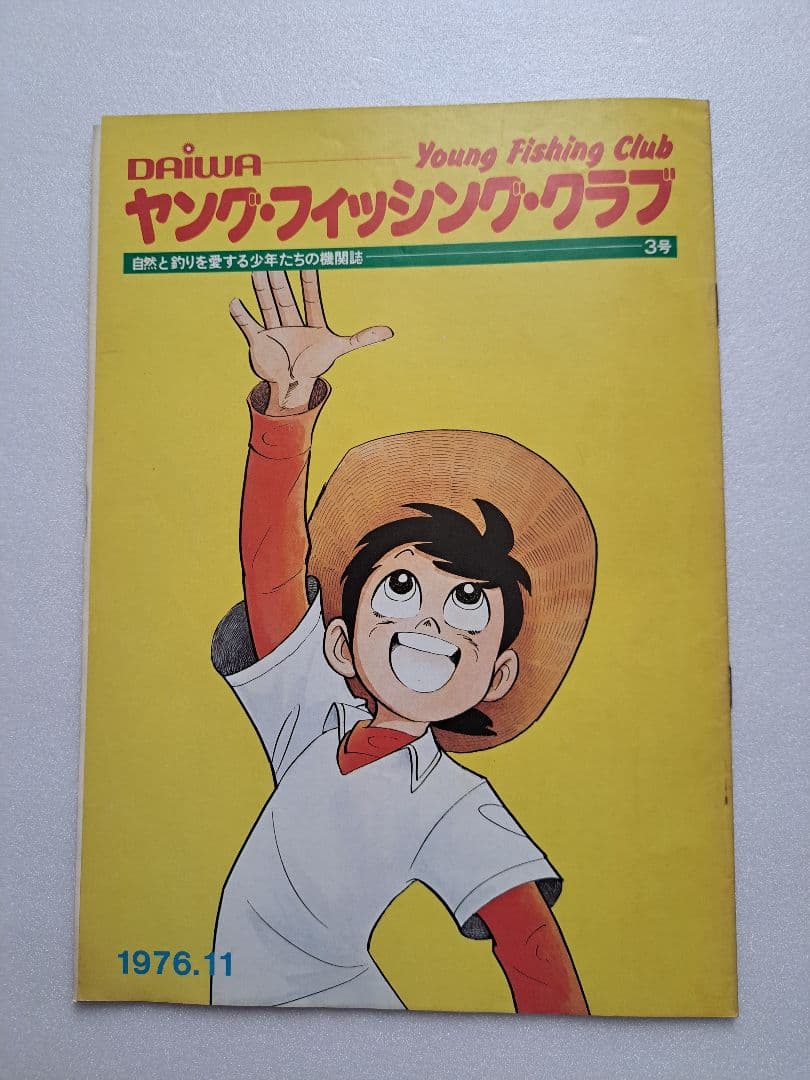 DAIWA
Young Fishing Club
ヤング・フィッシング・クラブ
自然と釣りを愛する少年たちの機関誌
3号
1976.11